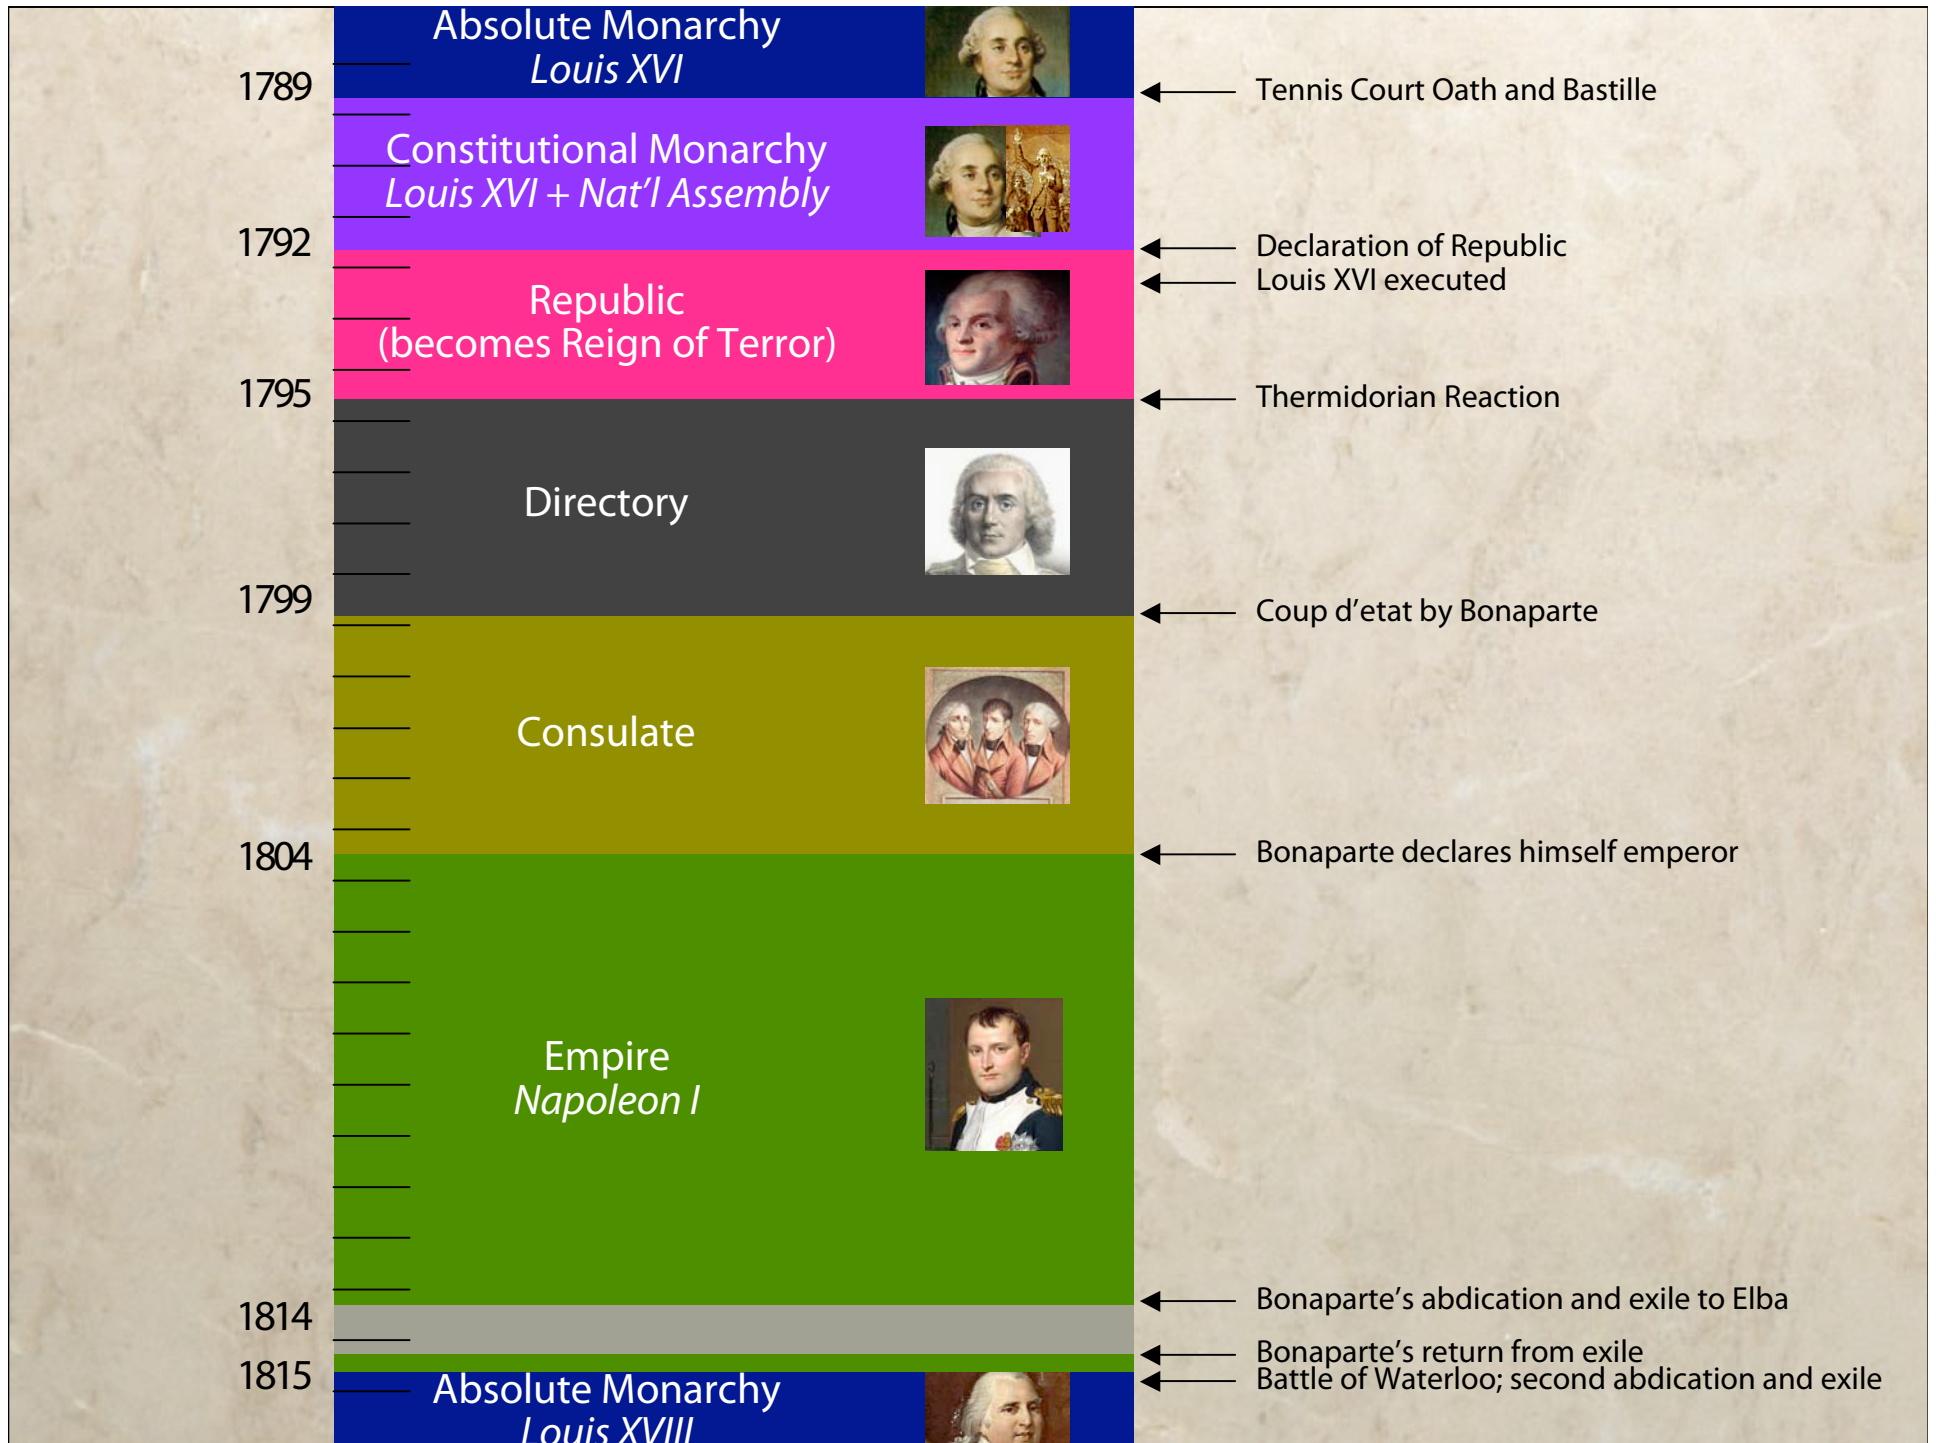 Absolute Monarchy
Louis XVI
1789
Tennis Court Oath and Bastille
Constitutional Monarchy
Louis XVI + Nat’l Assembly
1792
Declaration of Republic
Louis XVI executed
Republic
(becomes Reign of Terror)
1795
Thermidorian Reaction
Directory
1799
Coup d’etat by Bonaparte
Consulate
1804
Bonaparte declares himself emperor
Empire
Napoleon I
1814
Bonaparte’s abdication and exile to Elba
Bonaparte’s return from exile
1815
Battle of Waterloo; second abdication and exile
Absolute Monarchy
Louis XVIII